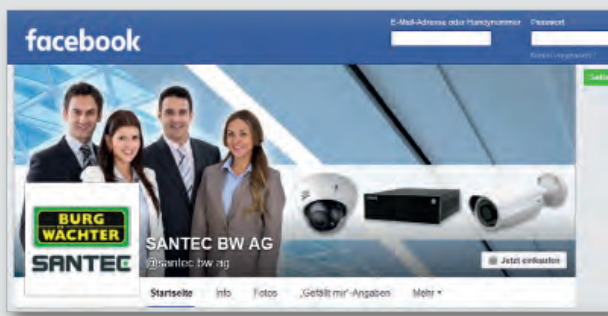 facebook
E-Mail-Adresse oder Handynummer Passwort
BURG
WÄCHTER
SANTEC
SANTEC BW AG
@santec bw ag
Jetzt einkaufen
Startseite Info Fotos „Gefällt mir“-Angaben Mehr